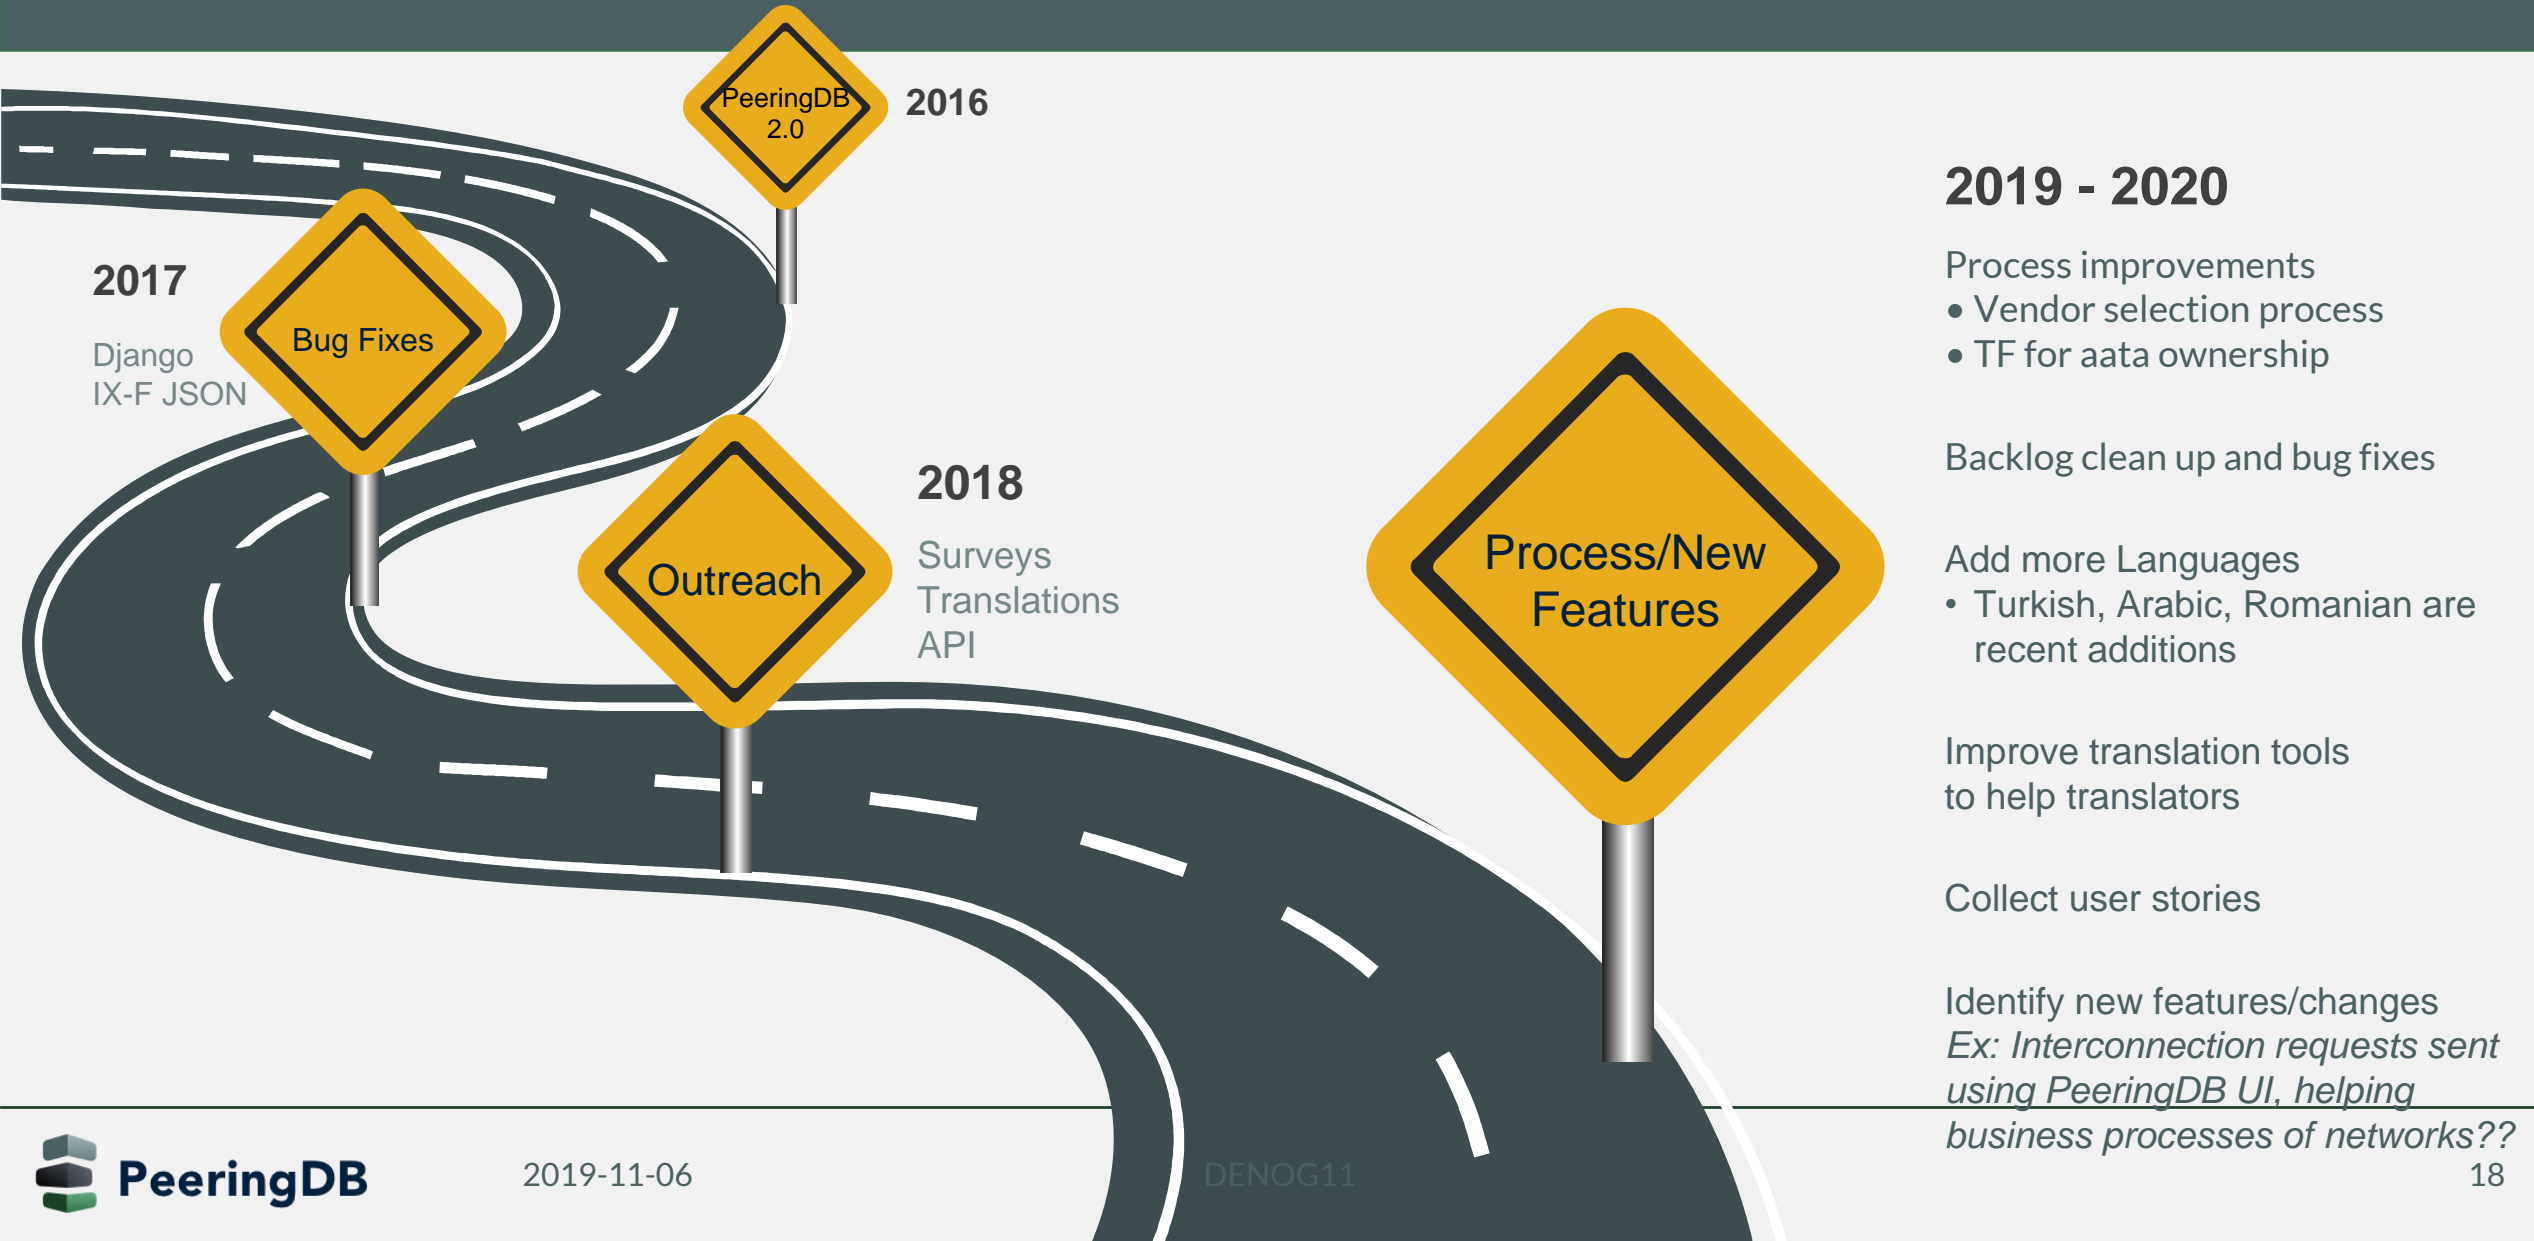 PeeringDB
2.0
2016
2017
Django
IX-F JSON
Bug Fixes
2018
Surveys
Translations
API
Outreach
Process/New
Features
2019 - 2020
Process improvements
• Vendor selection process
• TF for aata ownership
Backlog clean up and bug fixes
Add more Languages
• Turkish, Arabic, Romanian are
recent additions
Improve translation tools
to help translators
Collect user stories
Identify new features/changes
Ex: Interconnection requests sent
using PeeringDB UI, helping
business processes of networks??
PeeringDB
2019-11-06
DENOG11
18